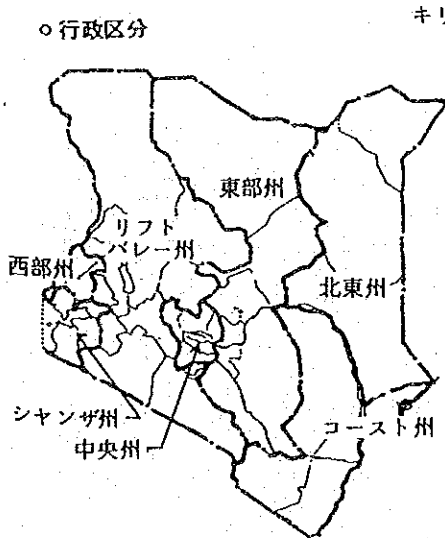 キリ
○ 行政区分
東部州
リフト
バレー州
西部州
北東州
シャンザ州
中央州
コースト州